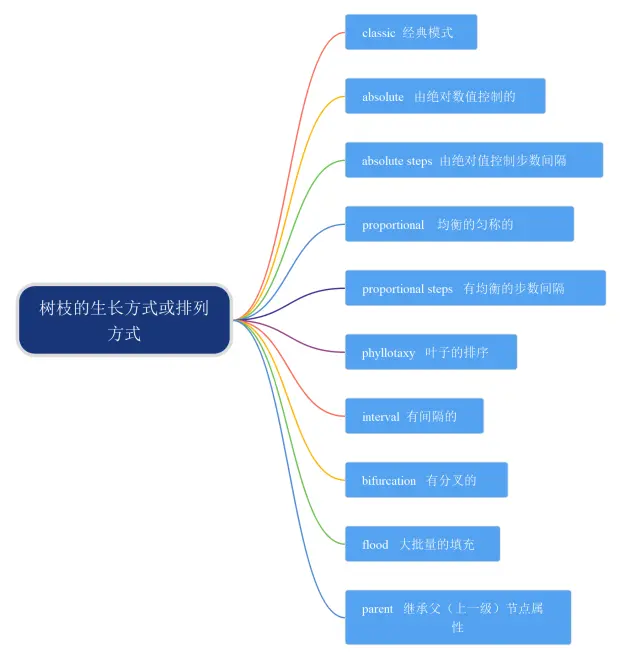 classic 经典模式
absolute 由绝对数值控制的
absolute steps 由绝对值控制步数间隔
proportional 均衡的匀称的
树枝的生长方式或排列
方式
proportional steps 有均衡的步数间隔
phyllotaxy 叶子的排序
interval 有间隔的
bifurcation 有分叉的
flood 大批量的填充
parent 继承父（上一级）节点属
性